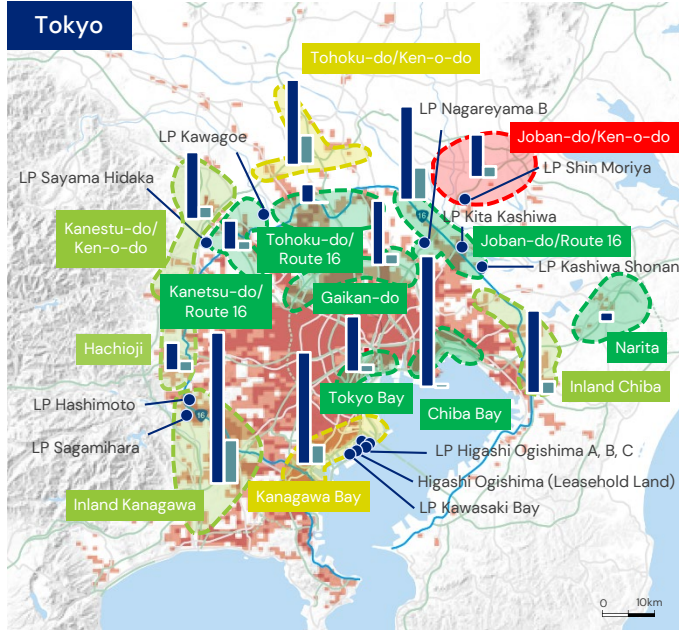 Tokyo
Tohoku-do/Ken-o-do
LP Nagareyama B
LP Kawagoe
Joban-do/Ken-o-do
LP Shin Moriya
LP Sayama Hidaka
16
LP Kita Kashiwa
Kanestu-do/
Ken-o-do
Tohoku-do/
Route 16
Joban-do/Route 16
LP Kashiwa Shonan
Kanetsu-do/
Route 16
Gaikan-do
Hachioji
Narita
Inland Chiba
Tokyo Bay
Chiba Bay
LP Hashimoto
16
LP Sagamihara
LP Higashi Ogishima A, B, C
Higashi Ogishima (Leasehold Land)
Inland Kanagawa
Kanagawa Bay
LP Kawasaki Bay
0 10km